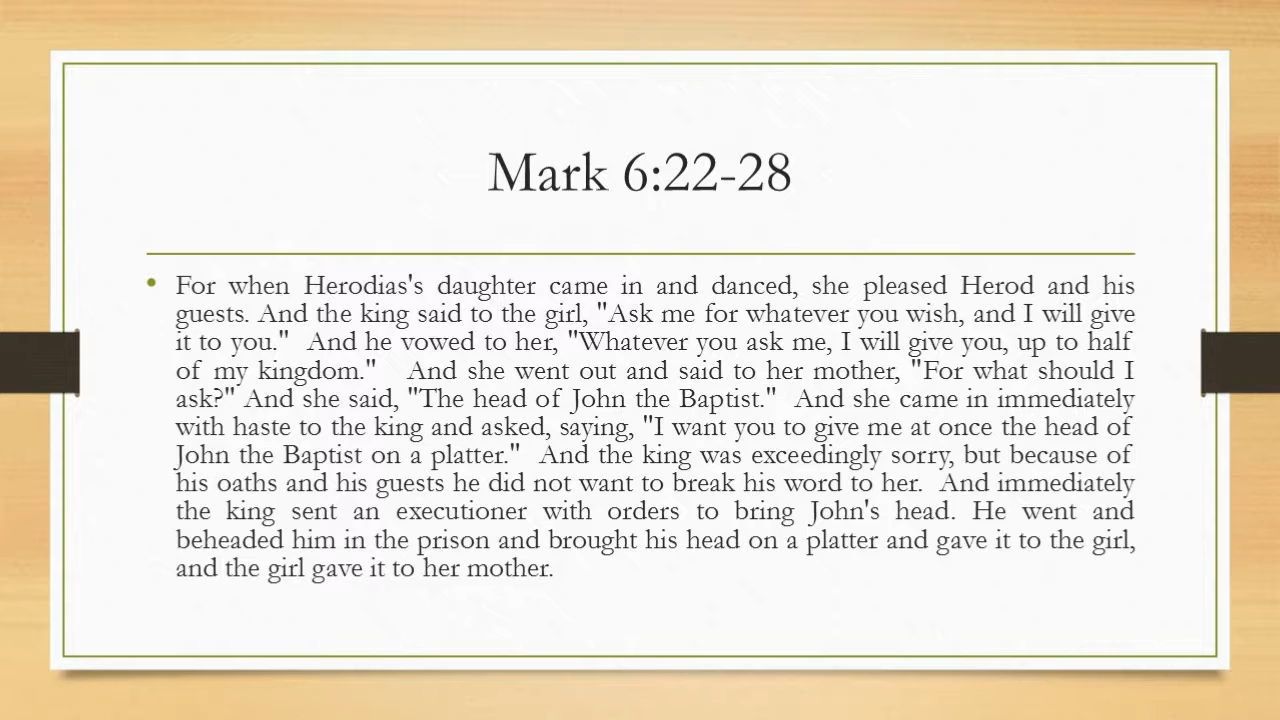 Mark 6:22-28
• For when Herodias's daughter came in and danced, she pleased Herod and his
guests. And the king said to the girl, "Ask me for whatever you wish, and I will give
it to you."  And he vowed to her, "Whatever you ask me, I will give you, up to half
of my kingdom."   And she went out and said to her mother, "For what should I
ask?" And she said, "The head of John the Baptist."  And she came in immediately
with haste to the king and asked, saying, "I want you to give me at once the head of
John the Baptist on a platter."  And the king was exceedingly sorry, but because of
his oaths and his guests he did not want to break his word to her.  And immediately
the king sent an executioner with orders to bring John's head. He went and
beheaded him in the prison and brought his head on a platter and gave it to the girl,
and the girl gave it to her mother.